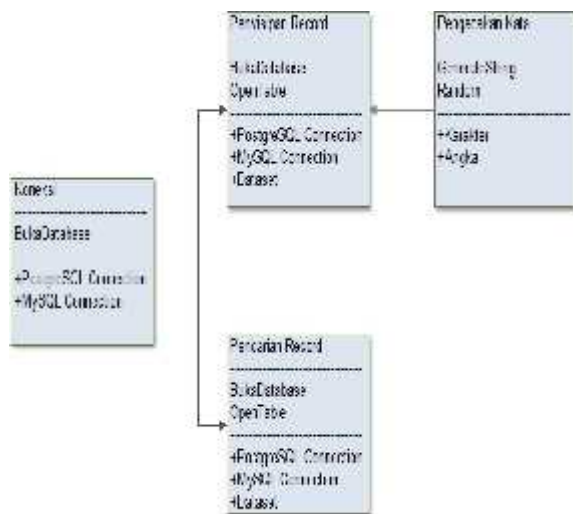 Penyisipan Record
BukaDatabase
OpenTable
+PostgreSQL Connection
+MySQL Connection
+Dataset
Pengacakan Kata
GenerateString
Random
+Karakter
+Angka
Koneksi
BukaDatabase
+PostgreSQL Connection
+MySQL Connection
Pencarian Record
BukaDatabase
OpenTable
+PostgreSQL Connection
+MySQL Connection
+Dataset